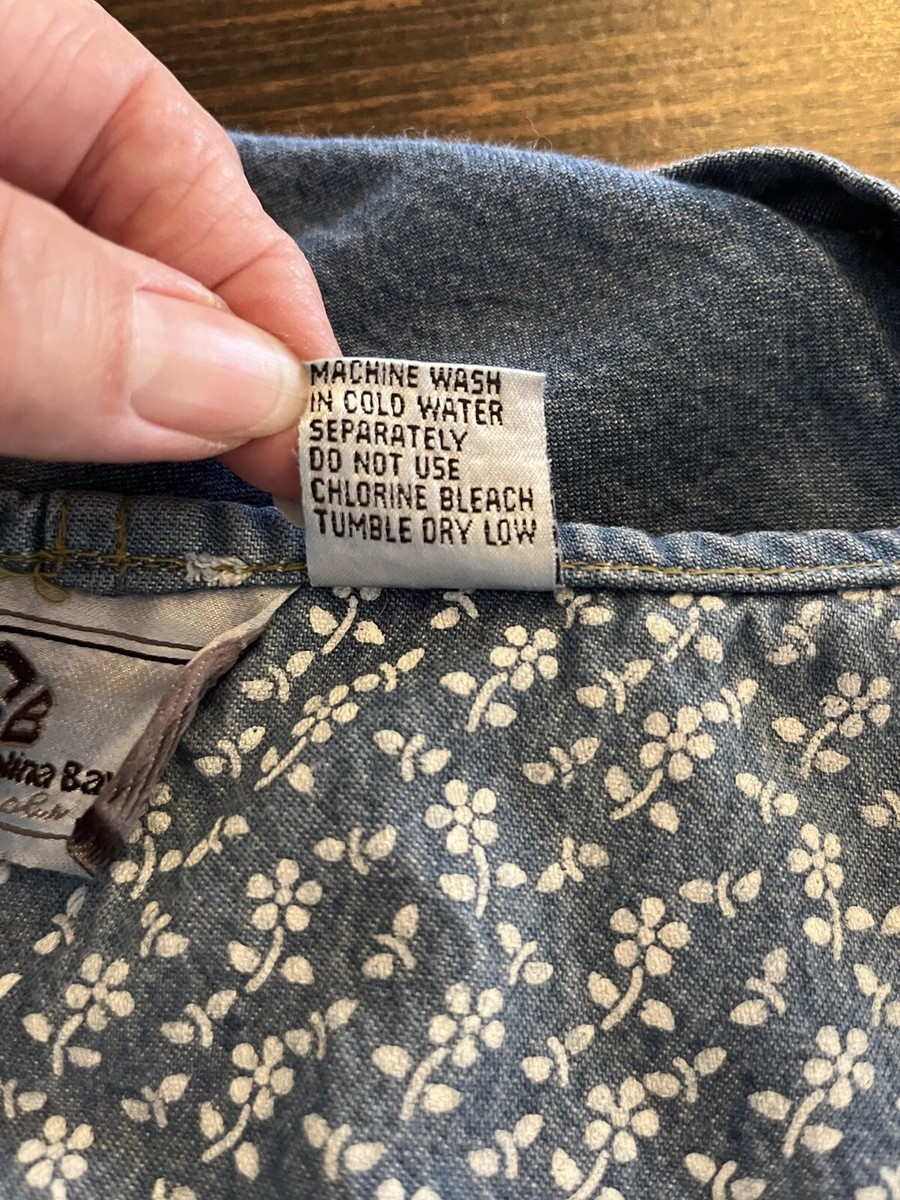 MACHINE WASH
IN COLD WATER
SEPARATELY
DO NOT USE
CHLORINE BLEACH
TUMBLE DRY LOW
B